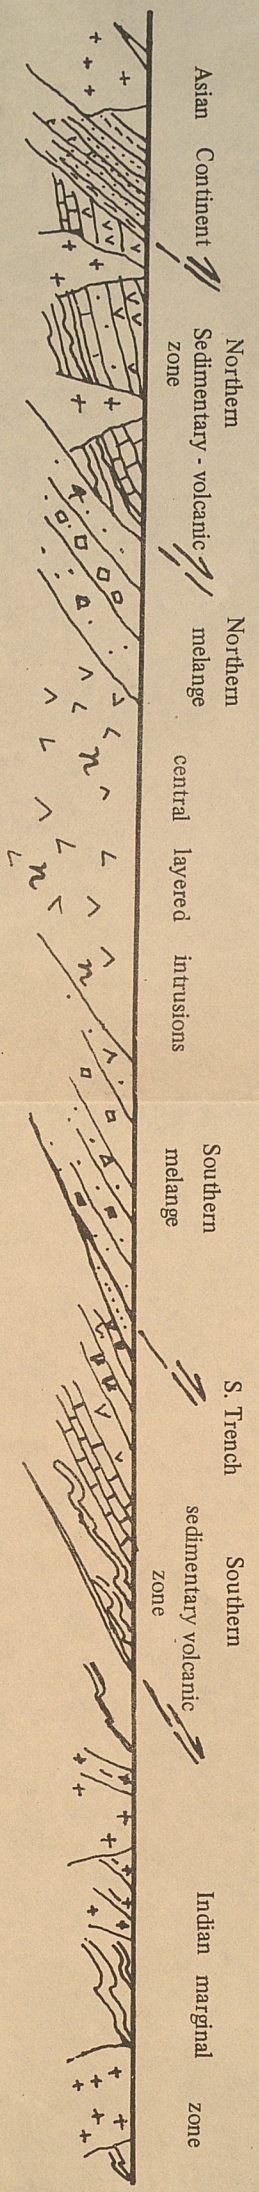 Asian Continent
Northern
Sedimentary - volcanic
zone
Northern
melange
central layered intrusions
Southern
melange
S. Trench
Southern
sedimentary volcanic
zone
Indian marginal zone
n
n
n